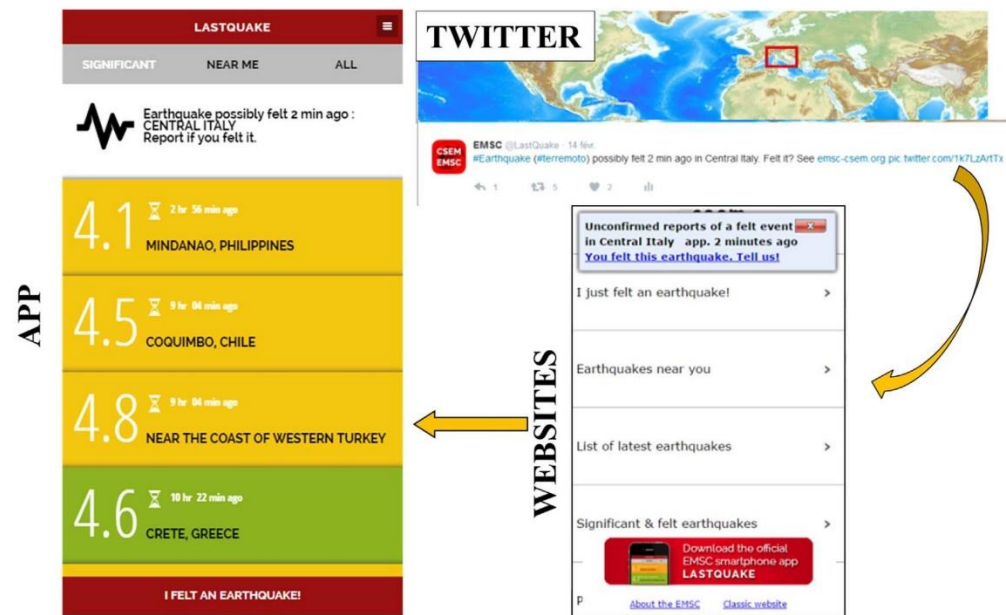 APP
LASTQUAKE
SIGNIFICANT NEAR ME ALL
Earthquake possibly felt 2 min ago :
CENTRAL ITALY
Report if you felt it.
4.1 2 hr 56 min ago
MINDANAO, PHILIPPINES
4.5 9 hr 04 min ago
COQUIMBO, CHILE
4.8 9 hr 04 min ago
NEAR THE COAST OF WESTERN TURKEY
4.6 10 hr 22 min ago
CRETE, GREECE
I FELT AN EARTHQUAKE!
TWITTER
CSEM
EMSC
EMSC @LastQuake · 14 févr.
#Earthquake (#terremoto) possibly felt 2 min ago in Central Italy. Felt it? See emsc-csem.org pic.twitter.com/1k7LzArtTx
1 5 2
WEBSITES
Unconfirmed reports of a felt event
in Central Italy app. 2 minutes ago
You felt this earthquake. Tell us!
I just felt an earthquake! >
Earthquakes near you >
List of latest earthquakes >
Significant & felt earthquakes >
Download the official
EMSC smartphone app
LASTQUAKE
About the EMSC Classic website